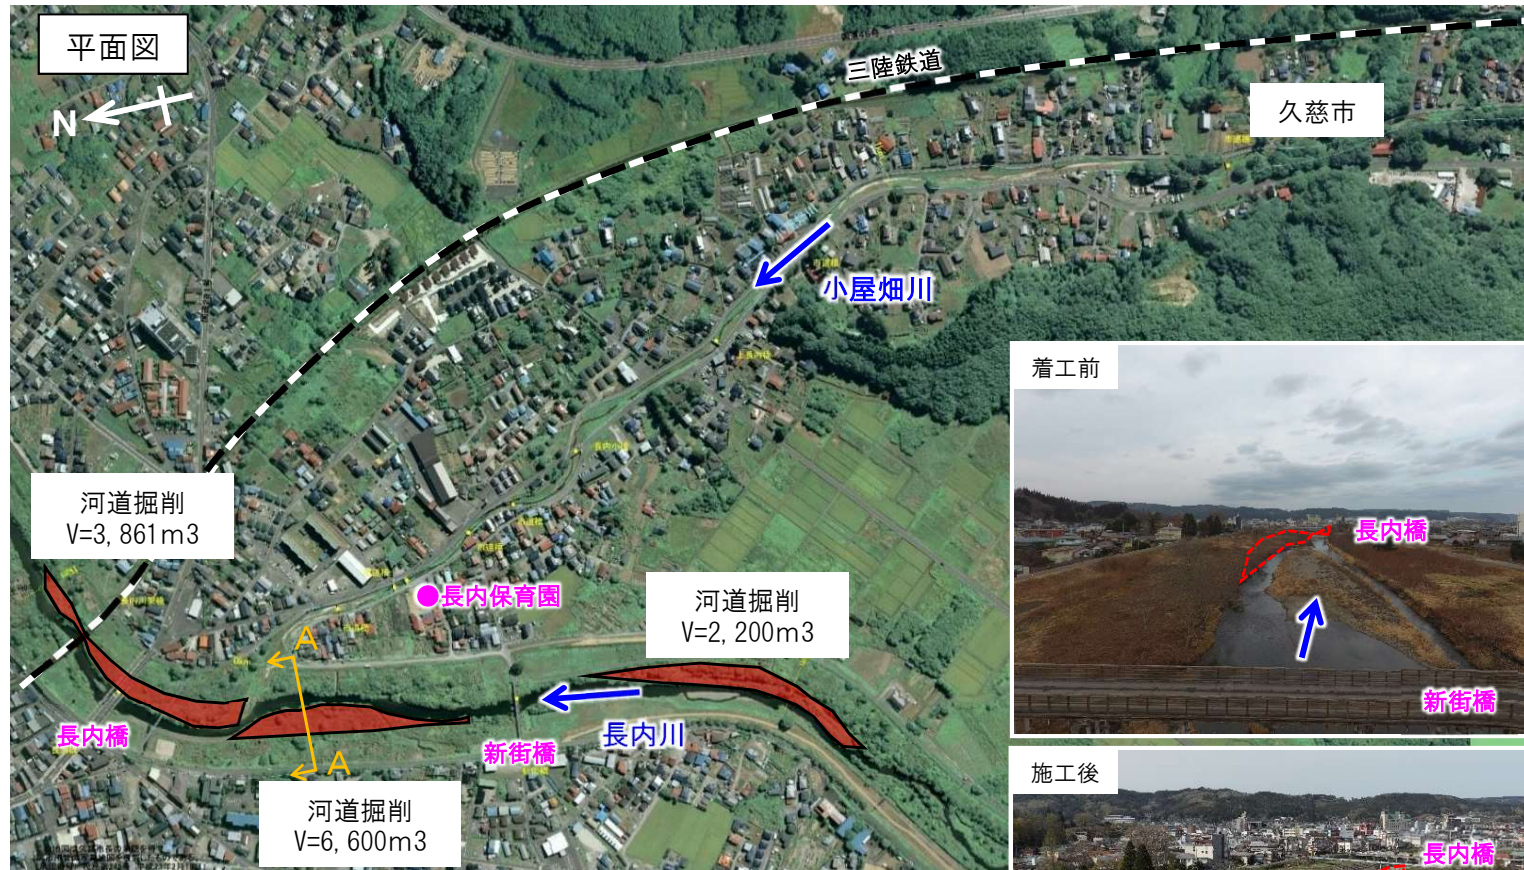 平面図
N
三陸鉄道
久慈市
小屋畑川
着工前
長内橋
新街橋
河道掘削
V=3,861m3
長内保育園
河道掘削
V=2,200m3
A
A
長内橋
新街橋
長内川
河道掘削
V=6,600m3
施工後
長内橋